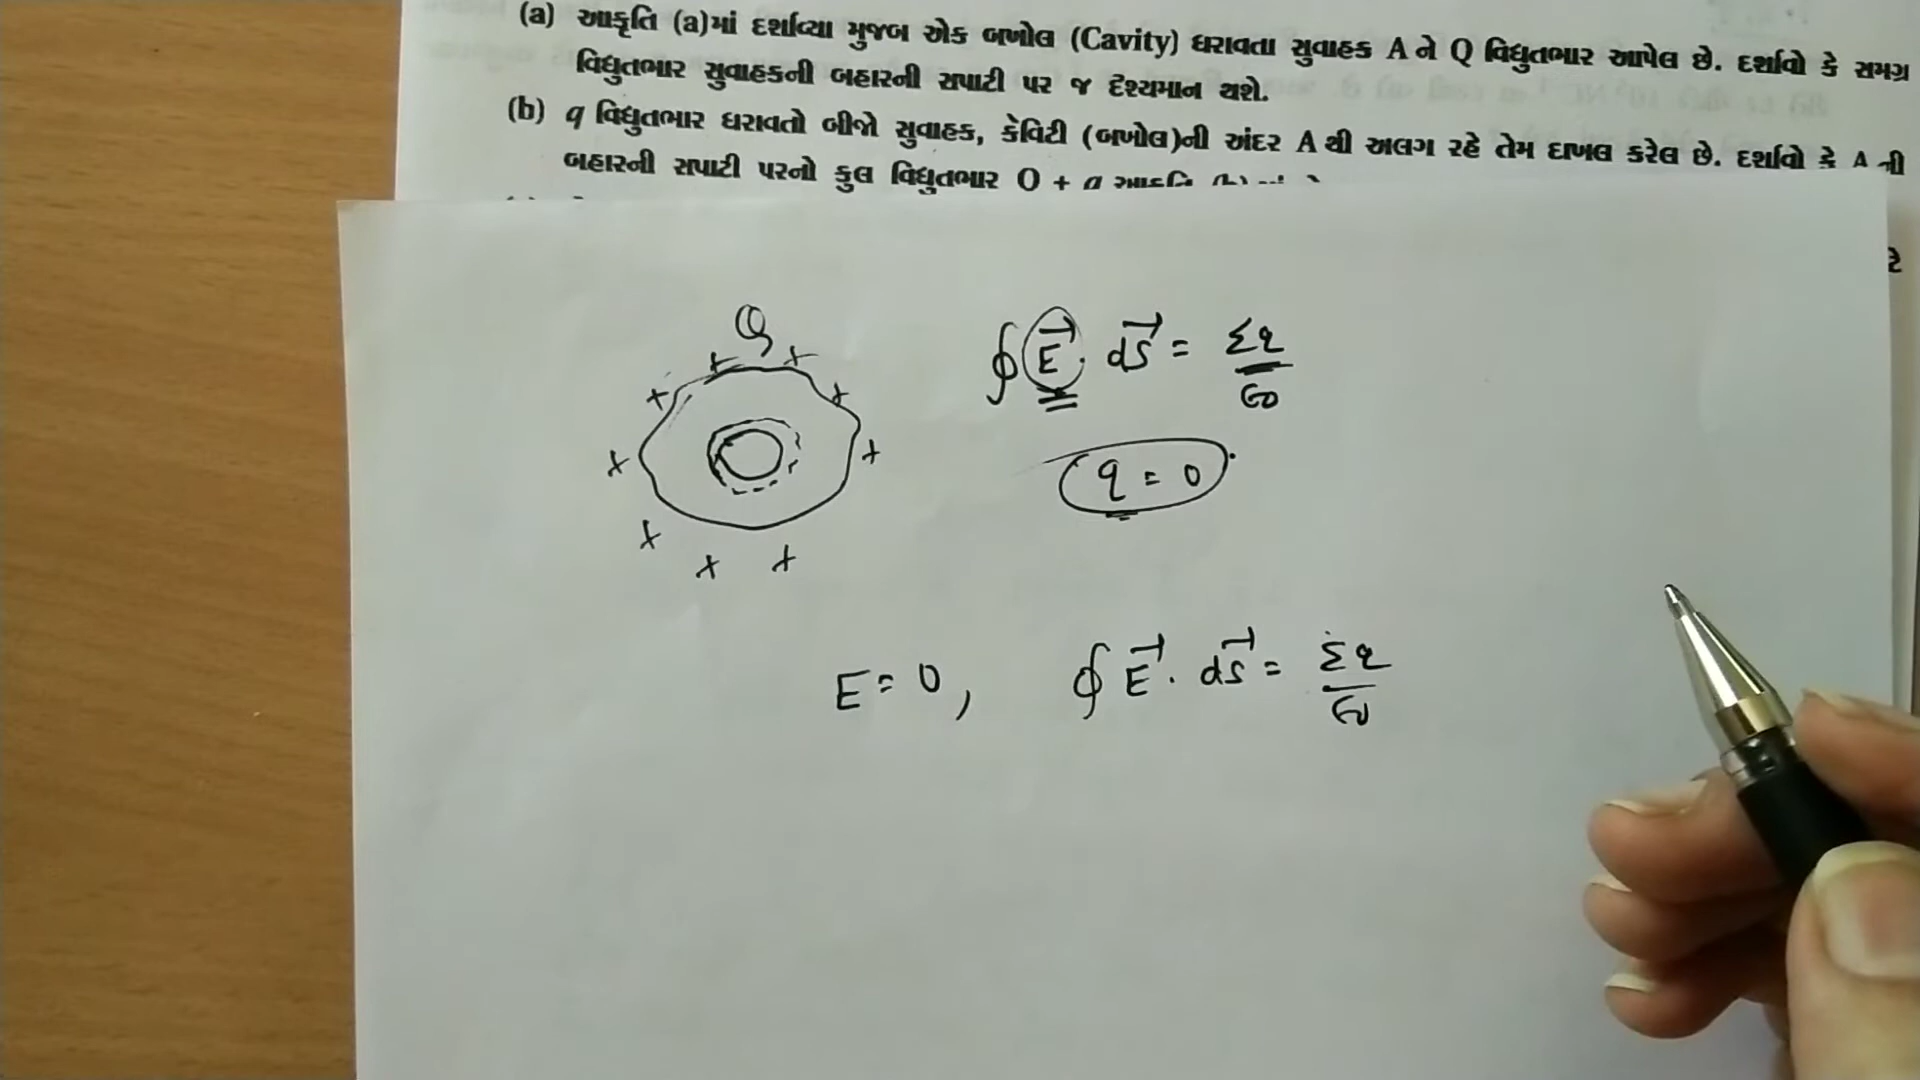 (a) આકૃતિ (a)માં દર્શાવ્યા મુજબ એક બખોલ (Cavity) ધરાવતા સુવાહક A ને Q વિદ્યુતભાર આપેલ છે. દર્શાવો કે સમગ્ર
વિદ્યુતભાર સુવાહકની બહારની સપાટી પર જ દૃશ્યમાન થશે.
(b) q વિદ્યુતભાર ધરાવતો બીજો સુવાહક, કેવિટી (બખોલ)ની અંદર A થી અલગ રહે તેમ દાખલ કરેલ છે. દર્શાવો કે A ની
બહારની સપાટી પરનો કુલ વિદ્યુતભાર Q + q આકૃતિ (b)
Q
∮ E⃗ . dS⃗ = Σq / ϵ0
q = 0
E = 0, ∮ E⃗ . dS⃗ = Σq / ϵ0